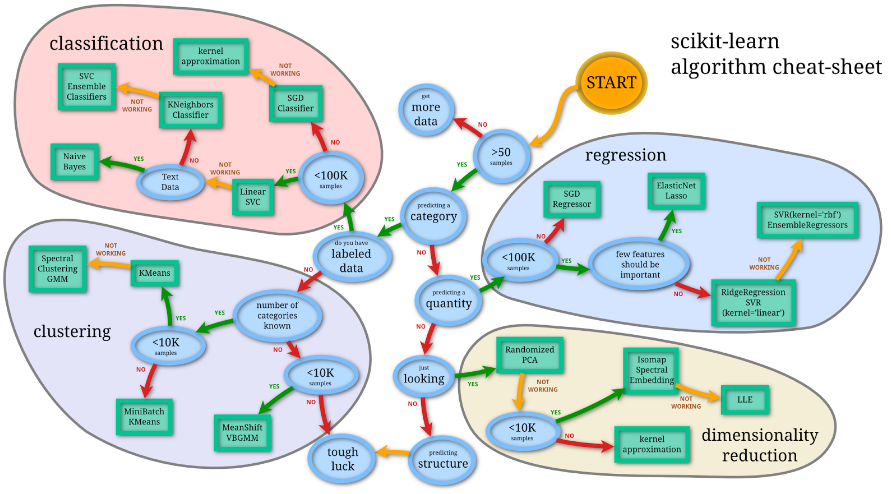 scikit-learn
algorithm cheat-sheet
START
classification
kernel
approximation
NOT
WORKING
SVC
Ensemble
Classifiers
NOT
WORKING
KNeighbors
Classifier
SGD
Classifier
NO
YES
Naive
Bayes
NO
Text
Data
NOT
WORKING
Linear
SVC
YES
<100K
samples
get
more
data
NO
>50
samples
YES
predicting a
category
YES
NO
do you have
labeled
data
YES
NO
predicting a
quantity
YES
NO
just
looking
YES
NO
predicting
structure
tough
luck
regression
SGD
Regressor
NO
<100K
samples
YES
few features
should be
important
YES
ElasticNet
Lasso
NO
RidgeRegression
SVR
(kernel='linear')
NOT
WORKING
SVR(kernel='rbf')
EnsembleRegressors
clustering
Spectral
Clustering
GMM
NOT
WORKING
KMeans
YES
<10K
samples
NO
MiniBatch
KMeans
YES
number of
categories
known
NO
<10K
samples
YES
NO
MeanShift
VBGMM
dimensionality
reduction
Randomized
PCA
NOT
WORKING
<10K
samples
YES
NO
Isomap
Spectral
Embedding
NOT
WORKING
LLE
kernel
approximation